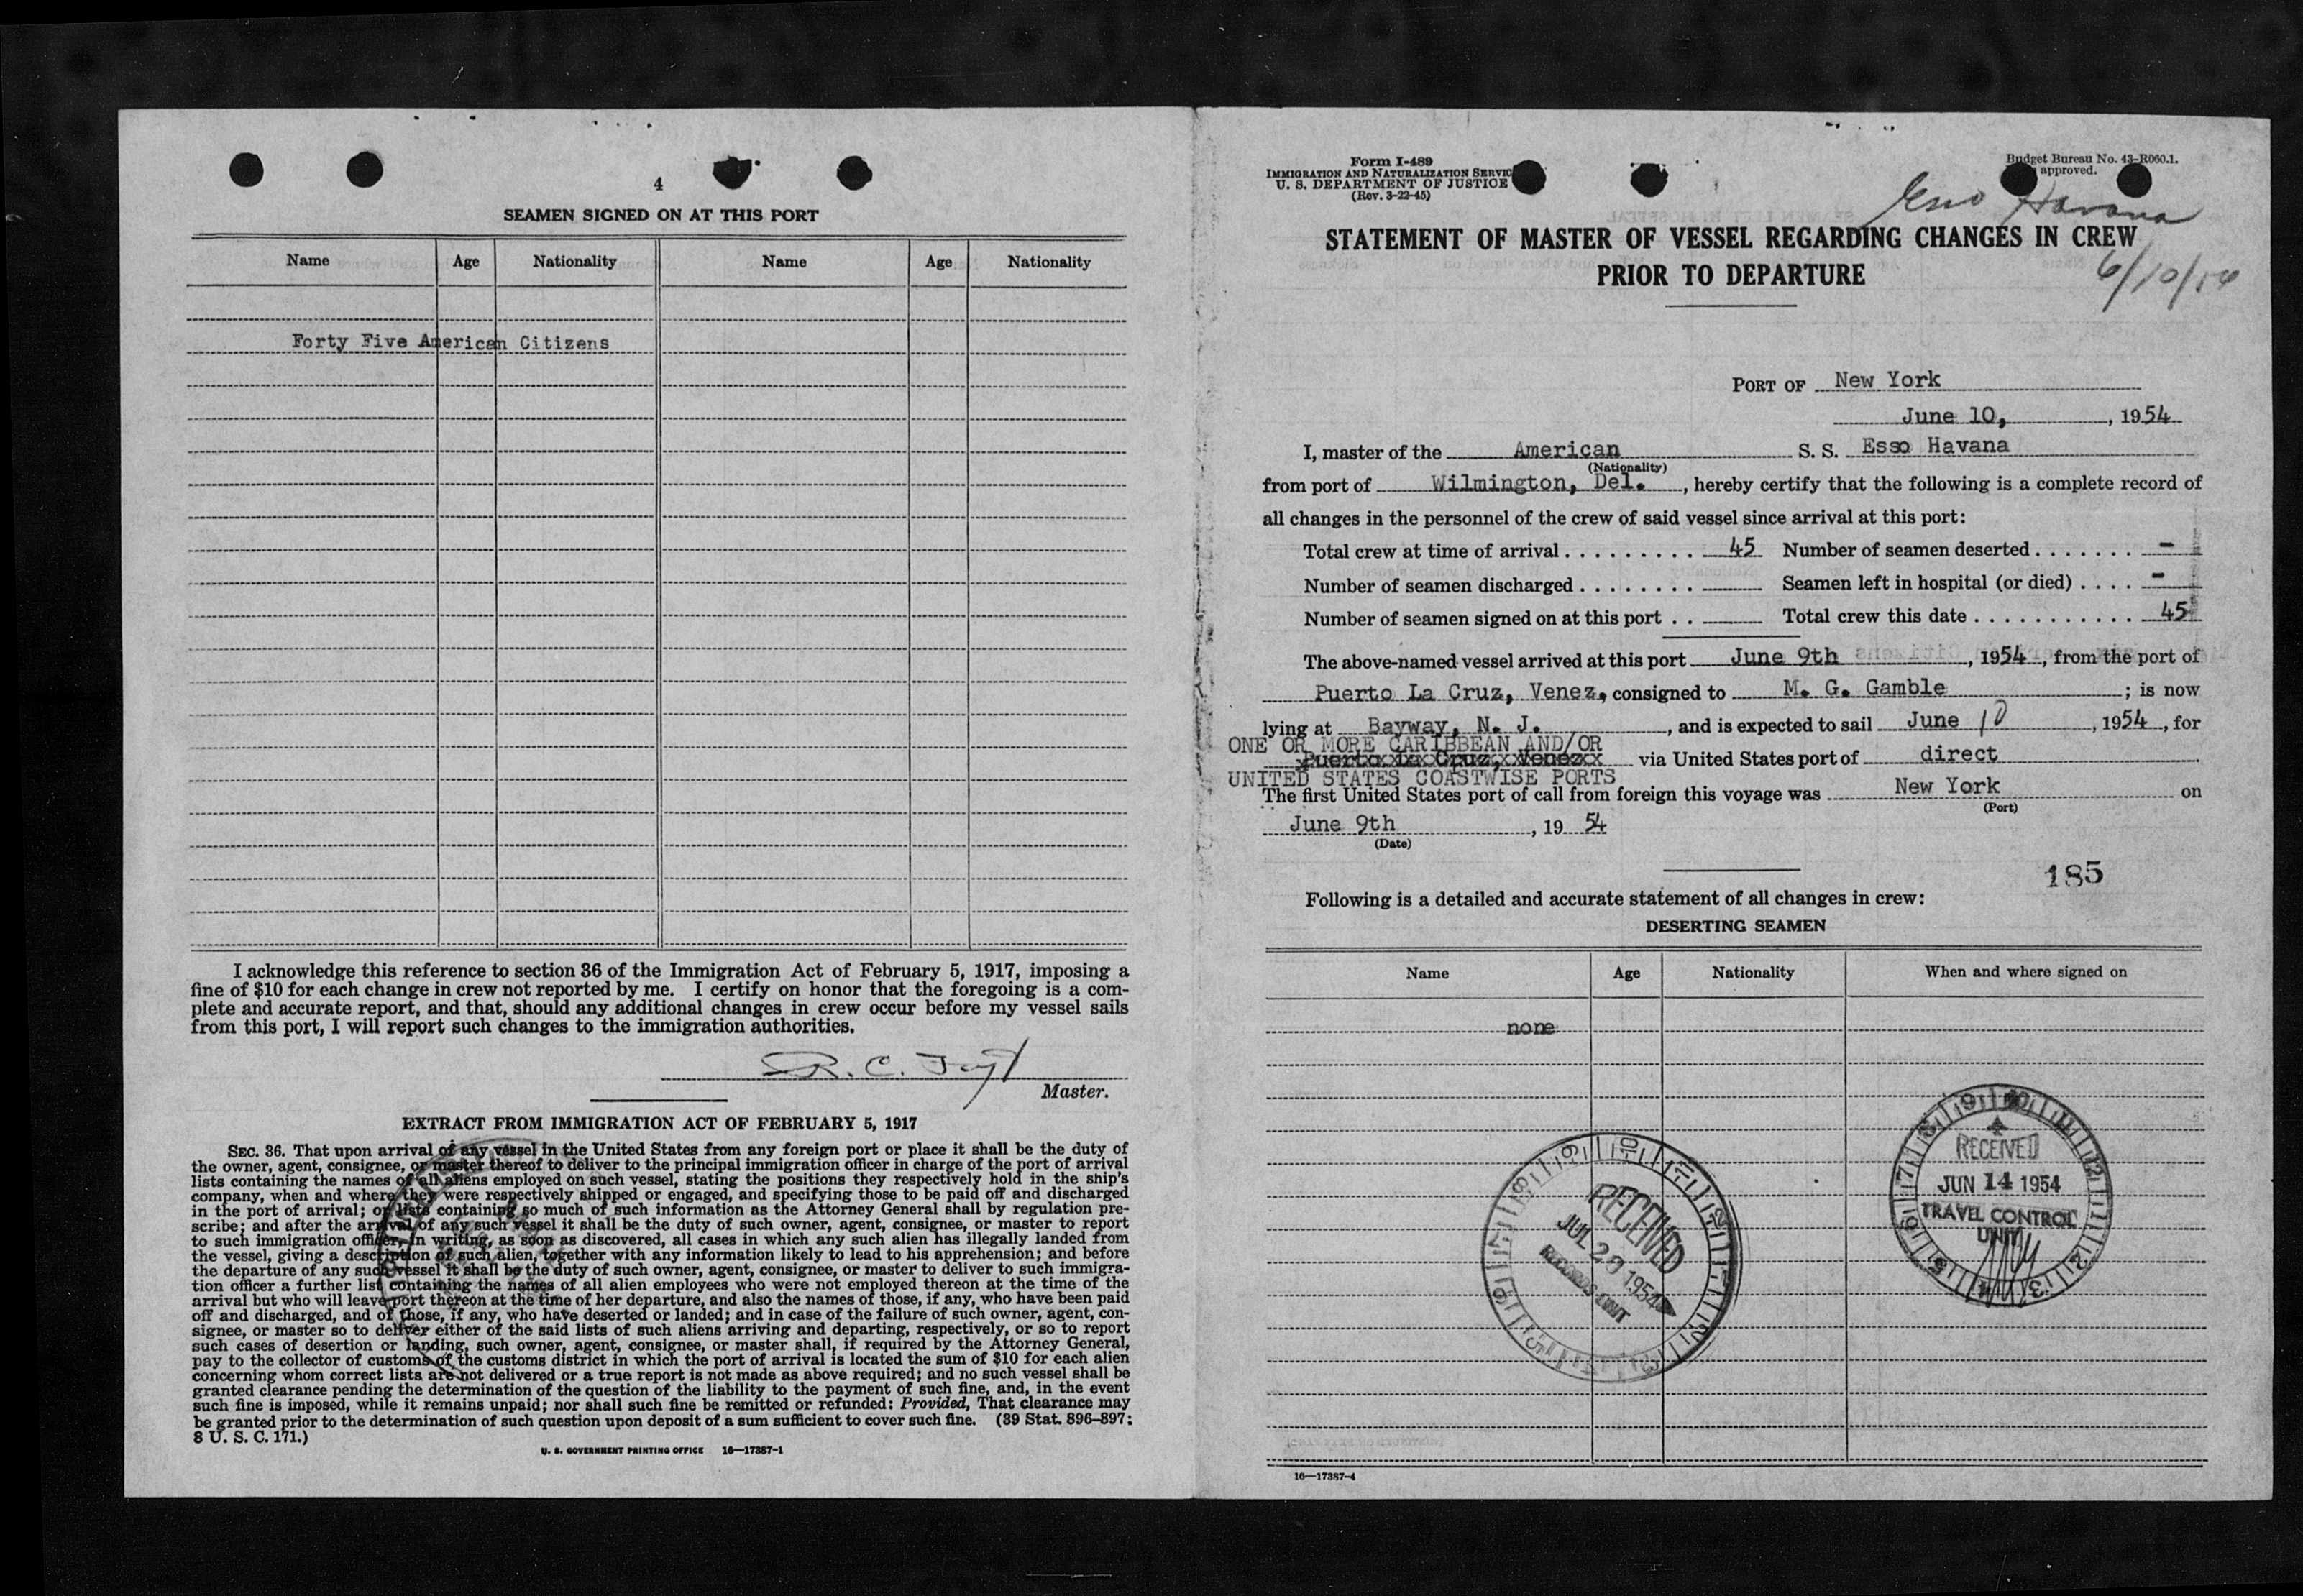 4
SEAMEN SIGNED ON AT THIS PORT
Name Age Nationality Name Age Nationality
Forty Five American Citizens
I acknowledge this reference to section 36 of the Immigration Act of February 5, 1917, imposing a
fine of $10 for each change in crew not reported by me. I certify on honor that the foregoing is a com-
plete and accurate report, and that, should any additional changes in crew occur before my vessel sails
from this port, I will report such changes to the immigration authorities.
R. C.
Master.
EXTRACT FROM IMMIGRATION ACT OF FEBRUARY 5, 1917
SEC. 36. That upon arrival of any vessel in the United States from any foreign port or place it shall be the duty of
the owner, agent, consignee, or master thereof to deliver to the principal immigration officer in charge of the port of arrival
lists containing the names of all aliens employed on such vessel, stating the positions they respectively hold in the ship's
company, when and where they were respectively shipped or engaged, and specifying those to be paid off and discharged
in the port of arrival; or lists containing so much of such information as the Attorney General shall by regulation pre-
scribe; and after the arrival of any such vessel it shall be the duty of such owner, agent, consignee, or master to report
to such immigration officer, in writing, as soon as discovered, all cases in which any such alien has illegally landed from
the vessel, giving a description of such alien, together with any information likely to lead to his apprehension; and before
the departure of any such vessel it shall be the duty of such owner, agent, consignee, or master to deliver to such immigra-
tion officer a further list containing the names of all alien employees who were not employed thereon at the time of the
arrival but who will leave port thereon at the time of her departure, and also the names of those, if any, who have been paid
off and discharged, and of those, if any, who have deserted or landed; and in case of the failure of such owner, agent, con-
signee, or master so to deliver either of the said lists of such aliens arriving and departing, respectively, or so to report
such cases of desertion or landing, such owner, agent, consignee, or master shall, if required by the Attorney General,
pay to the collector of customs of the customs district in which the port of arrival is located the sum of $10 for each alien
concerning whom correct lists are not delivered or a true report is not made as above required; and no such vessel shall be
granted clearance pending the determination of the question of the liability to the payment of such fine, and, in the event
such fine is imposed, while it remains unpaid; nor shall such fine be remitted or refunded: Provided, That clearance may
be granted prior to the determination of such question upon deposit of a sum sufficient to cover such fine. (39 Stat. 896–897;
8 U. S. C. 171.)
U. S. GOVERNMENT PRINTING OFFICE 16—17387-1
Form I-489
IMMIGRATION AND NATURALIZATION SERVIC
U. S. DEPARTMENT OF JUSTICE
(Rev. 3-22-45)
Budget Bureau No. 43-R060.1.
approved.
Esso Havana
STATEMENT OF MASTER OF VESSEL REGARDING CHANGES IN CREW
PRIOR TO DEPARTURE
6/10/54
PORT OF New York
June 10, , 1954
I, master of the American S. S. Esso Havana
(Nationality)
from port of Wilmington, Del. , hereby certify that the following is a complete record of
all changes in the personnel of the crew of said vessel since arrival at this port:
Total crew at time of arrival . . . . . . . . . 45 Number of seamen deserted . . . . . . . -
Number of seamen discharged . . . . . . . . Seamen left in hospital (or died) . . . . -
Number of seamen signed on at this port . . Total crew this date . . . . . . . . . . . 45
The above-named vessel arrived at this port June 9th , 1954 , from the port of
Puerto La Cruz, Venez. consigned to M. G. Gamble ; is now
lying at Bayway, N. J. , and is expected to sail June 10 , 1954 , for
ONE OR MORE CARIBBEAN AND/OR
Puerto La Cruz, Venez via United States port of direct
UNITED STATES COASTWISE PORTS
The first United States port of call from foreign this voyage was New York on
(Port)
June 9th , 19 54
(Date)
185
Following is a detailed and accurate statement of all changes in crew:
DESERTING SEAMEN
Name Age Nationality When and where signed on
none
RECEIVED
JUN 14 1954
TRAVEL CONTROL
UNIT
RECEIVED
JUL 20 1954
RECORDS UNIT
16—17387-4